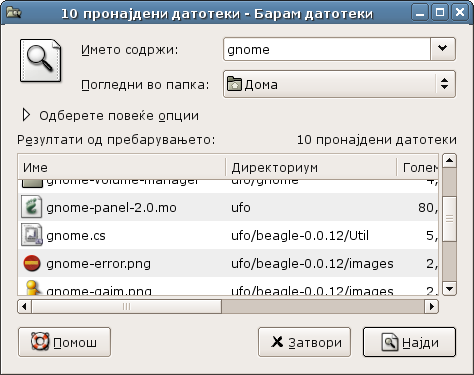 10 пронајдени датотеки - Барам датотеки
Името содржи: gnome
Погледни во папка: Дома
Одберете повеќе опции
Резултати од пребарувањето: 10 пронајдени датотеки
Име Директориум Голем
gnome-volume-manager ufo/gnome 4,
gnome-panel-2.0.mo ufo 80,
gnome.cs ufo/beagle-0.0.12/Util 5,
gnome-error.png ufo/beagle-0.0.12/images 2,
gnome-gaim.png ufo/beagle-0.0.12/images 2,
Помош Затвори Најди